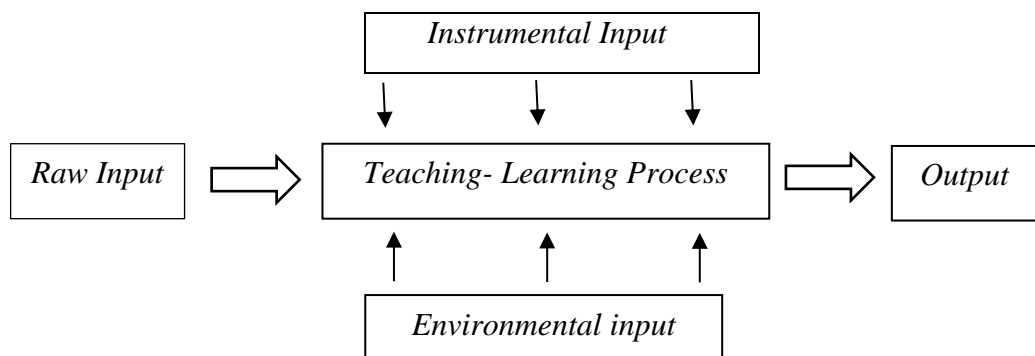 Instrumental Input
Raw Input
Teaching- Learning Process
Output
Environmental input